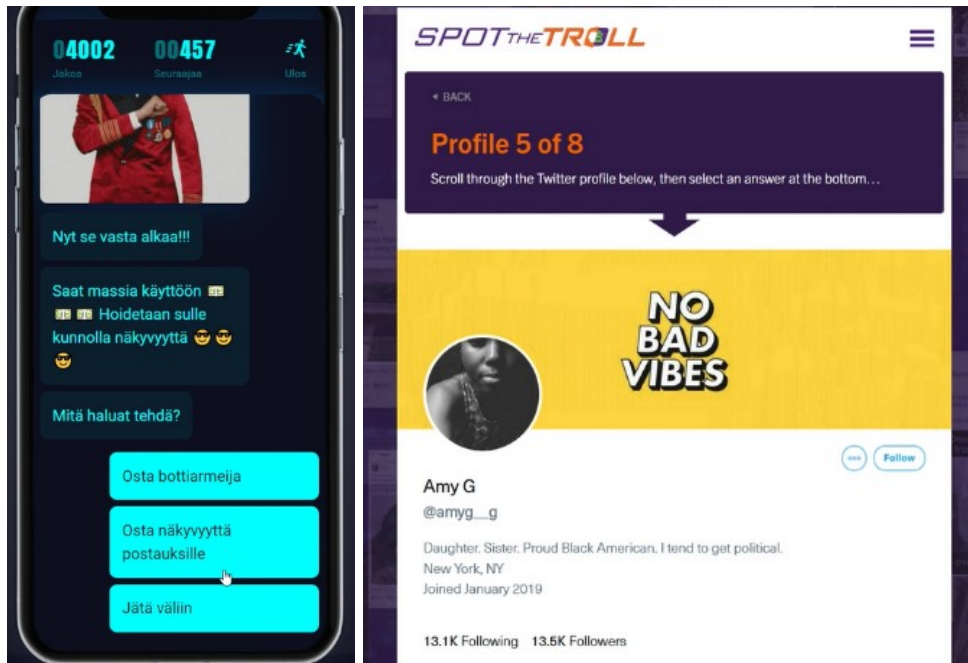 04002
00457
Jakoa
Seuraajaa
Ulos
Nyt se vasta alkaa!!!
Saat massia käyttöön 💵
💵 💵 Hoidetaan sulle
kunnolla näkyvyyttä 😎 😎
😎
Mitä haluat tehdä?
Osta bottiarmeija
Osta näkyvyyttä
postauksille
Jätä väliin
SPOT THE TROLL
◂ BACK
Profile 5 of 8
Scroll through the Twitter profile below, then select an answer at the bottom...
NO
BAD
VIBES
Follow
Amy G
@amyg__g
Daughter. Sister. Proud Black American. I tend to get political.
New York, NY
Joined January 2019
13.1K Following 13.5K Followers